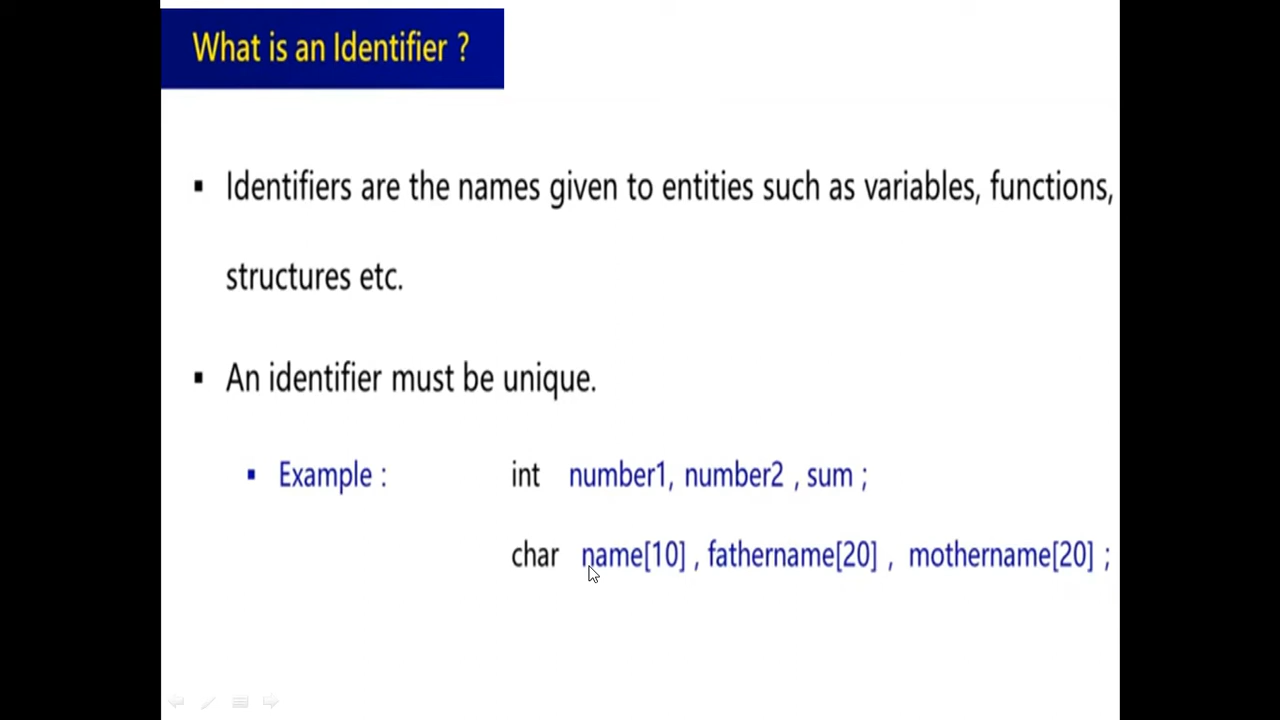 What is an Identifier ?
▪ Identifiers are the names given to entities such as variables, functions,
structures etc.
▪ An identifier must be unique.
▪ Example : int number1, number2 , sum ;
char name[10] , fathername[20] , mothername[20] ;